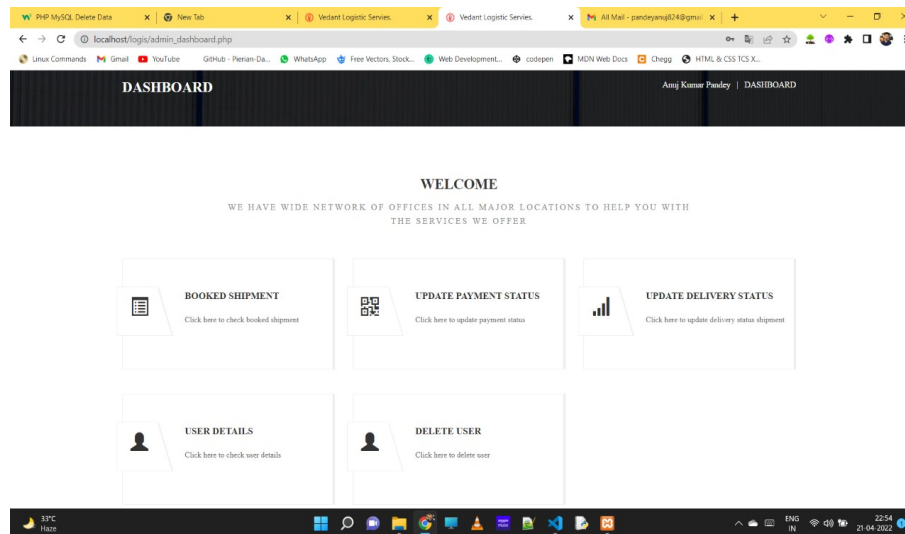 PHP MySQL Delete Data
New Tab
Vedant Logistic Servies.
Vedant Logistic Servies.
All Mail - pandeyanuj824@gmail
localhost/logis/admin_dashboard.php
Linux Commands
Gmail
YouTube
GitHub - Pierian-Da...
WhatsApp
Free Vectors, Stock...
Web Development...
codepen
MDN Web Docs
Chegg
HTML & CSS TCS X...
DASHBOARD
Anuj Kumar Pandey | DASHBOARD
WELCOME
WE HAVE WIDE NETWORK OF OFFICES IN ALL MAJOR LOCATIONS TO HELP YOU WITH
THE SERVICES WE OFFER
BOOKED SHIPMENT
Click here to check booked shipment
UPDATE PAYMENT STATUS
Click here to update payment status
UPDATE DELIVERY STATUS
Click here to update delivery status shipment
USER DETAILS
Click here to check user details
DELETE USER
Click here to delete user
33°C
Haze
ENG
IN
22:54
21-04-2022